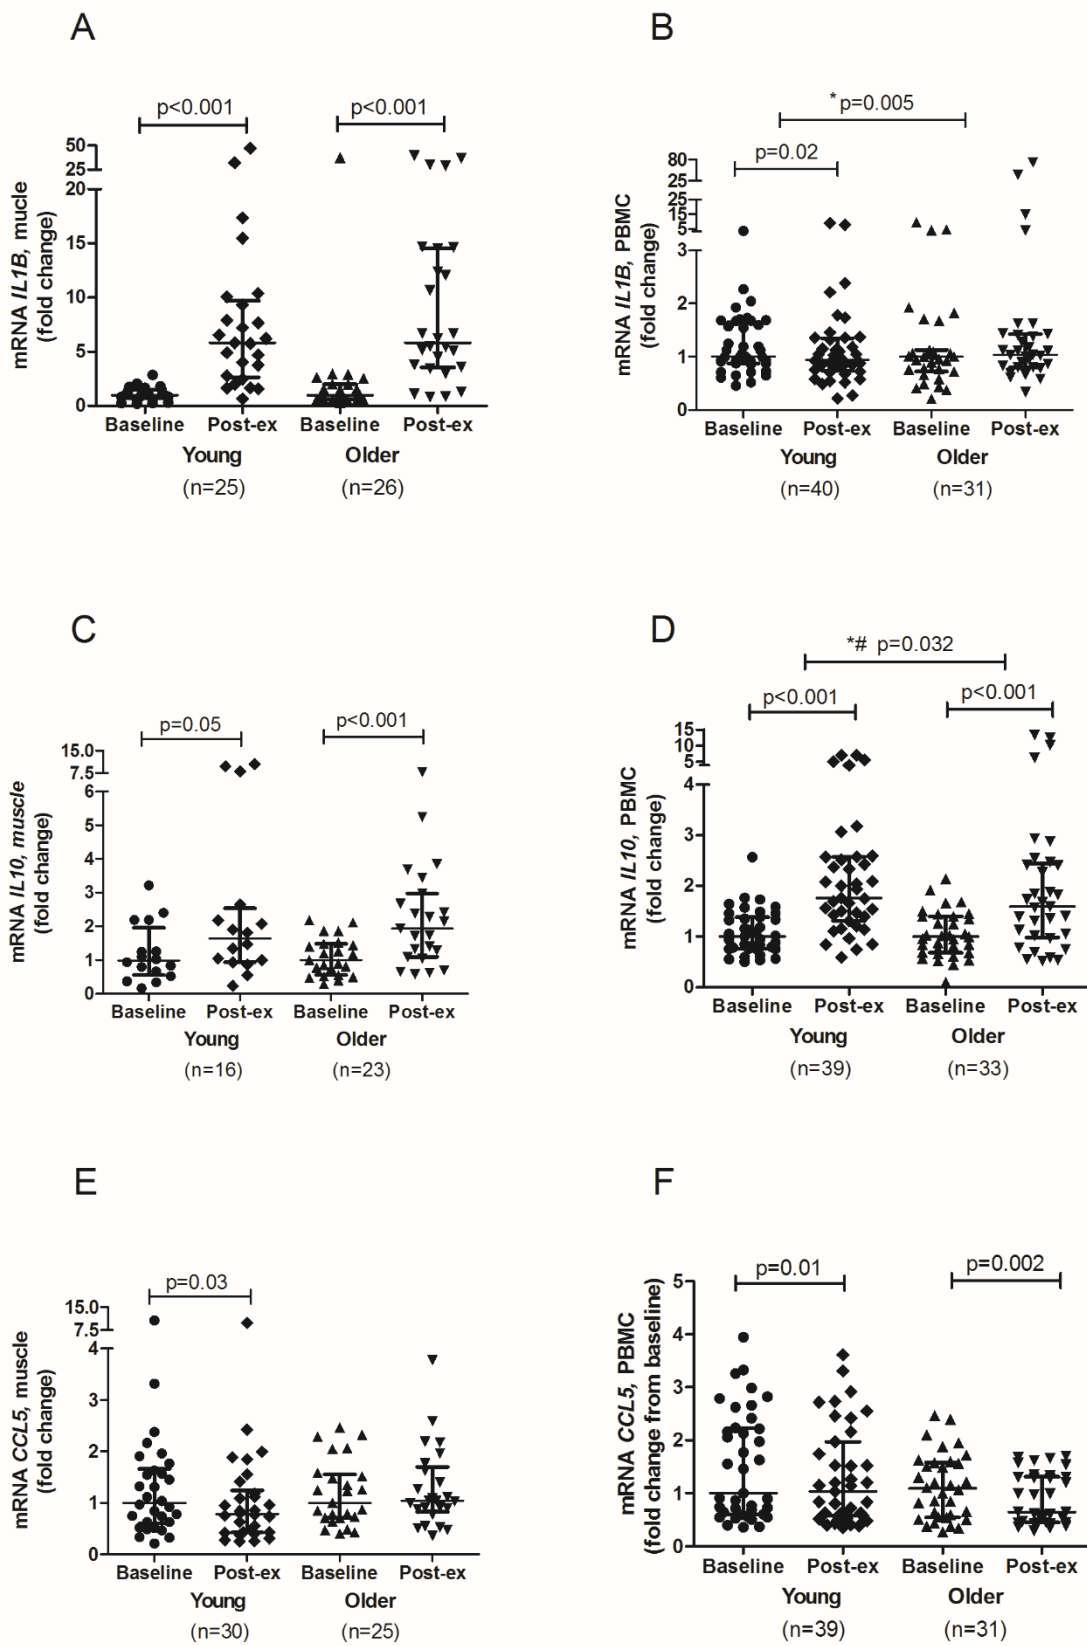 A
p<0.001
p<0.001
mRNA IL1B, mucle
(fold change)
50
25
20
15
10
5
0
Baseline Post-ex Baseline Post-ex
Young Older
(n=25) (n=26)
B
*p=0.005
p=0.02
mRNA IL1B, PBMC
(fold change)
80
25
25
15
5
3
2
1
0
Baseline Post-ex Baseline Post-ex
Young Older
(n=40) (n=31)
C
p=0.05
p<0.001
mRNA IL10, muscle
(fold change)
15.0
7.5
6
5
4
3
2
1
0
Baseline Post-ex Baseline Post-ex
Young Older
(n=16) (n=23)
D
*# p=0.032
p<0.001
p<0.001
mRNA IL10, PBMC
(fold change)
15
10
5
4
3
2
1
0
Baseline Post-ex Baseline Post-ex
Young Older
(n=39) (n=33)
E
p=0.03
mRNA CCL5, muscle
(fold change)
15.0
7.5
4
3
2
1
0
Baseline Post-ex Baseline Post-ex
Young Older
(n=30) (n=25)
F
p=0.01
p=0.002
mRNA CCL5, PBMC
(fold change from baseline)
5
4
3
2
1
0
Baseline Post-ex Baseline Post-ex
Young Older
(n=39) (n=31)